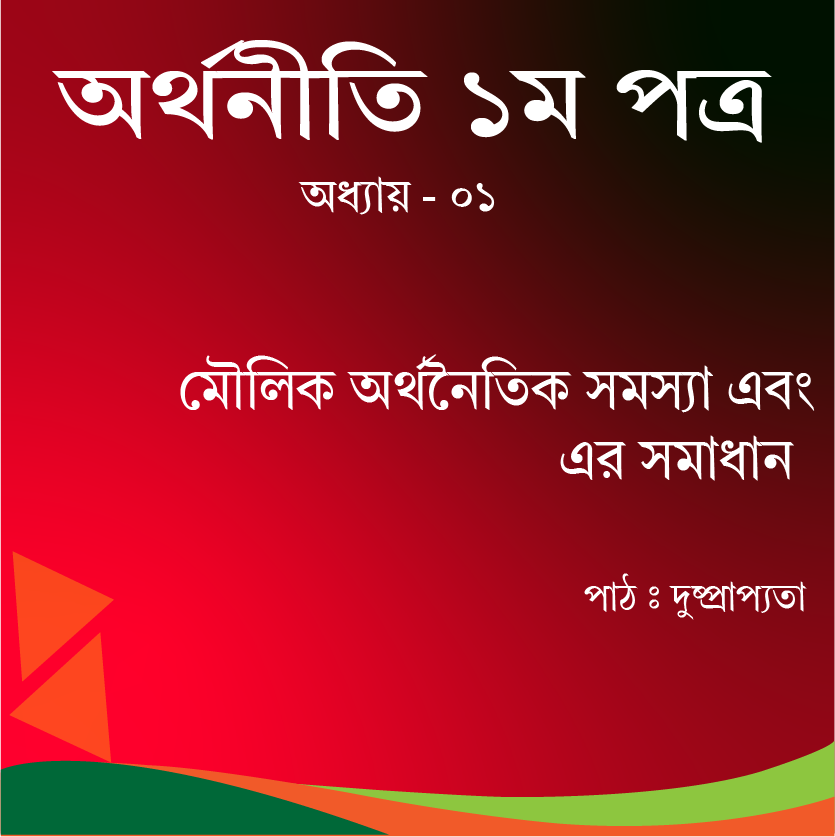 অর্থনীতি ১ম পত্র
অধ্যায় - ০১
মৌলিক অর্থনৈতিক সমস্যা এবং
এর সমাধান
পাঠ ঃ দুষ্প্রাপ্যতা